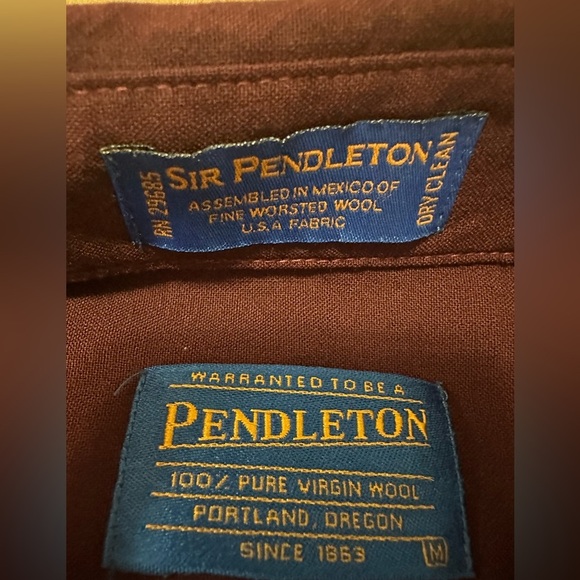 SIR PENDLETON
ASSEMBLED IN MEXICO OF
FINE WORSTED WOOL
U.S.A FABRIC
RN 29685
DRY CLEAN
WARRANTED TO BE A
PENDLETON
100% PURE VIRGIN WOOL
PORTLAND, OREGON
SINCE 1863
M